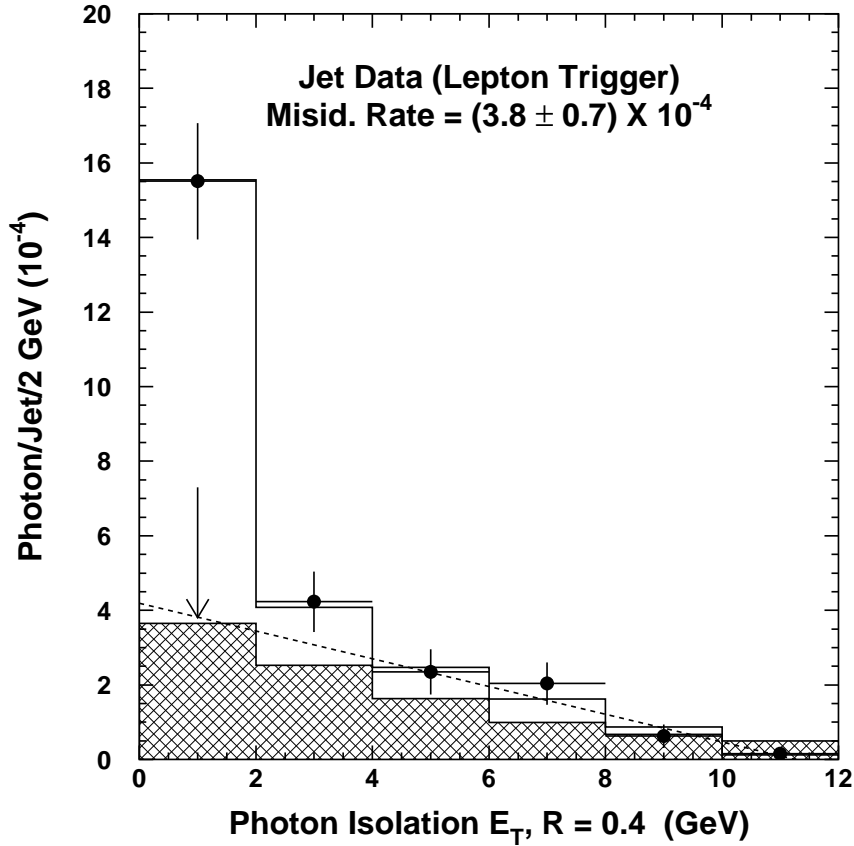 Jet Data (Lepton Trigger)
Misid. Rate = (3.8 ± 0.7) X 10⁻⁴
Photon/Jet/2 GeV (10⁻⁴)
20
18
16
14
12
10
8
6
4
2
0
0 2 4 6 8 10 12
Photon Isolation E_T, R = 0.4 (GeV)